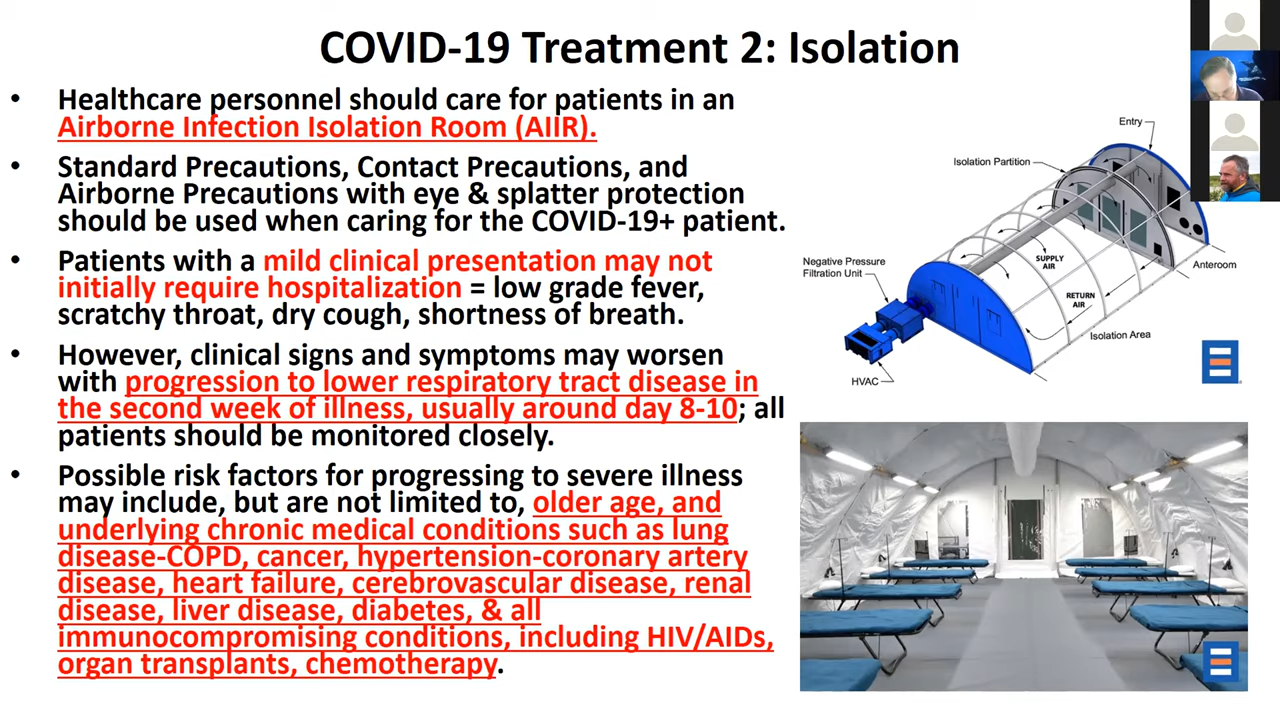 COVID-19 Treatment 2: Isolation
• Healthcare personnel should care for patients in an
Airborne Infection Isolation Room (AIIR).
• Standard Precautions, Contact Precautions, and
Airborne Precautions with eye & splatter protection
should be used when caring for the COVID-19+ patient.
• Patients with a mild clinical presentation may not
initially require hospitalization = low grade fever,
scratchy throat, dry cough, shortness of breath.
• However, clinical signs and symptoms may worsen
with progression to lower respiratory tract disease in
the second week of illness, usually around day 8-10; all
patients should be monitored closely.
• Possible risk factors for progressing to severe illness
may include, but are not limited to, older age, and
underlying chronic medical conditions such as lung
disease-COPD, cancer, hypertension-coronary artery
disease, heart failure, cerebrovascular disease, renal
disease, liver disease, diabetes, & all
immunocompromising conditions, including HIV/AIDs,
organ transplants, chemotherapy.
Entry
Isolation Partition
Negative Pressure
Filtration Unit
SUPPLY
AIR
Anteroom
RETURN
AIR
Isolation Area
HVAC